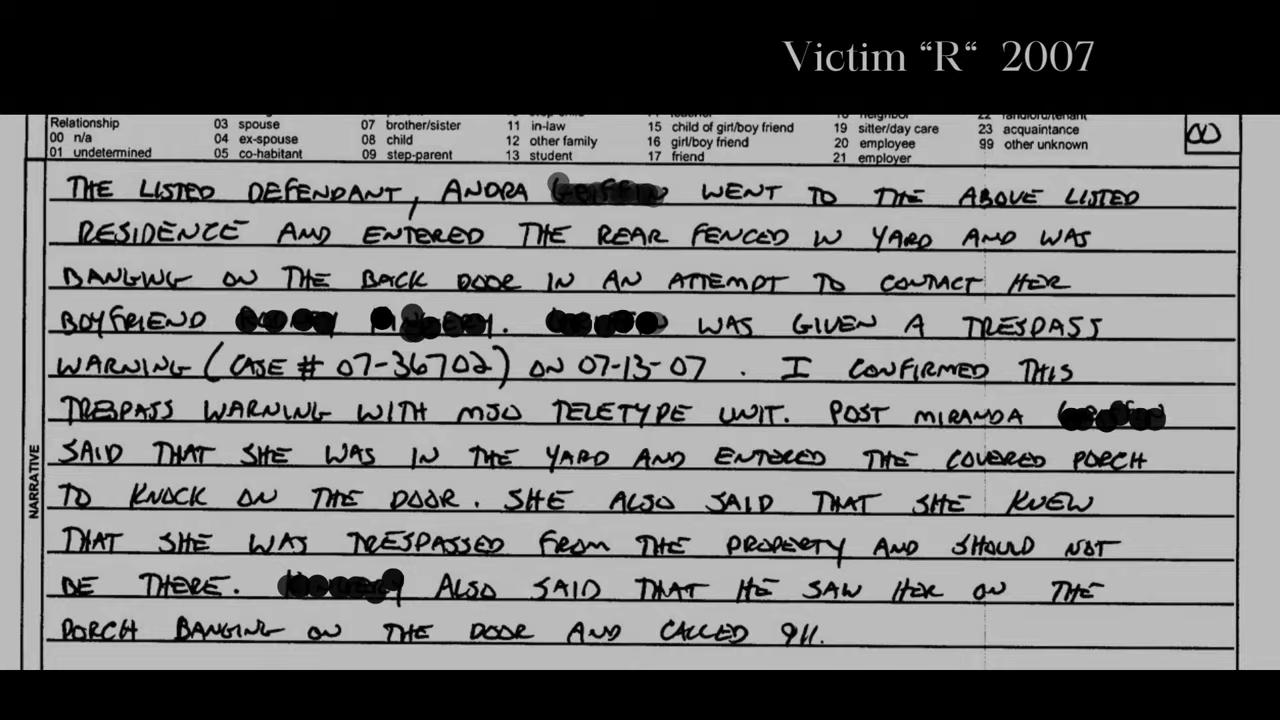 Victim “R“ 2007
Relationship
00 n/a
01 undetermined
03 spouse
04 ex-spouse
05 co-habitant
07 brother/sister
08 child
09 step-parent
11 in-law
12 other family
13 student
15 child of girl/boy friend
16 girl/boy friend
17 friend
19 sitter/day care
20 employee
21 employer
23 acquaintance
99 other unknown
NARRATIVE
THE LISTED DEFENDANT, ANDRA WENT TO THE ABOVE LISTED
RESIDENCE AND ENTERED THE REAR FENCED IN YARD AND WAS
BANGING ON THE BACK DOOR IN AN ATTEMPT TO CONTACT HER
BOYFRIEND . WAS GIVEN A TRESPASS
WARNING (CASE # 07-36702) ON 07-13-07 . I CONFIRMED THIS
TRESPASS WARNING WITH MSO TELETYPE UNIT. POST MIRANDA
SAID THAT SHE WAS IN THE YARD AND ENTERED THE COVERED PORCH
TO KNOCK ON THE DOOR. SHE ALSO SAID THAT SHE KNEW
THAT SHE WAS TRESPASSED FROM THE PROPERTY AND SHOULD NOT
BE THERE. ALSO SAID THAT HE SAW HER ON THE
PORCH BANGING ON THE DOOR AND CALLED 911.